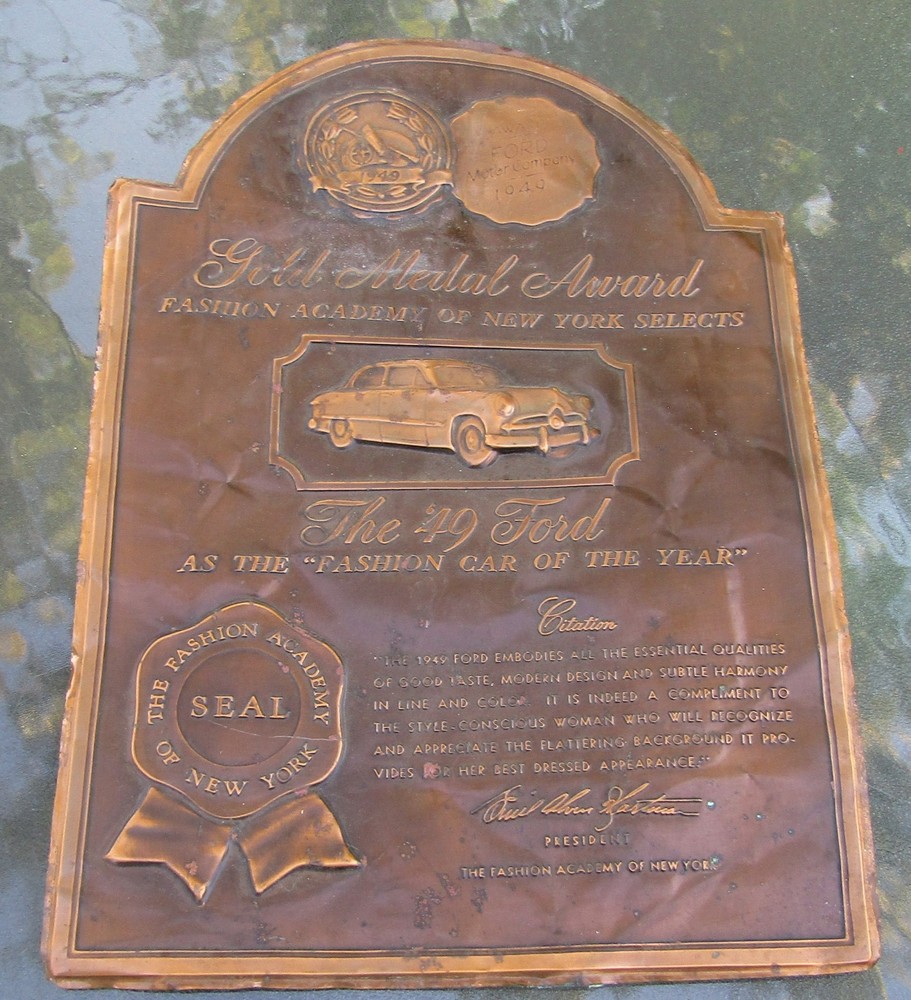 1949
FORD
Motor Company
1949
Gold Medal Award
FASHION ACADEMY OF NEW YORK SELECTS
The '49 Ford
AS THE "FASHION CAR OF THE YEAR"
Citation
"THE 1949 FORD EMBODIES ALL THE ESSENTIAL QUALITIES
OF GOOD TASTE, MODERN DESIGN AND SUBTLE HARMONY
IN LINE AND COLOR. IT IS INDEED A COMPLIMENT TO
THE STYLE-CONSCIOUS WOMAN WHO WILL RECOGNIZE
AND APPRECIATE THE FLATTERING BACKGROUND IT PRO-
VIDES FOR HER BEST DRESSED APPEARANCE."
Emil Alvin Hartman
PRESIDENT
THE FASHION ACADEMY OF NEW YORK
THE FASHION ACADEMY
SEAL
OF NEW YORK